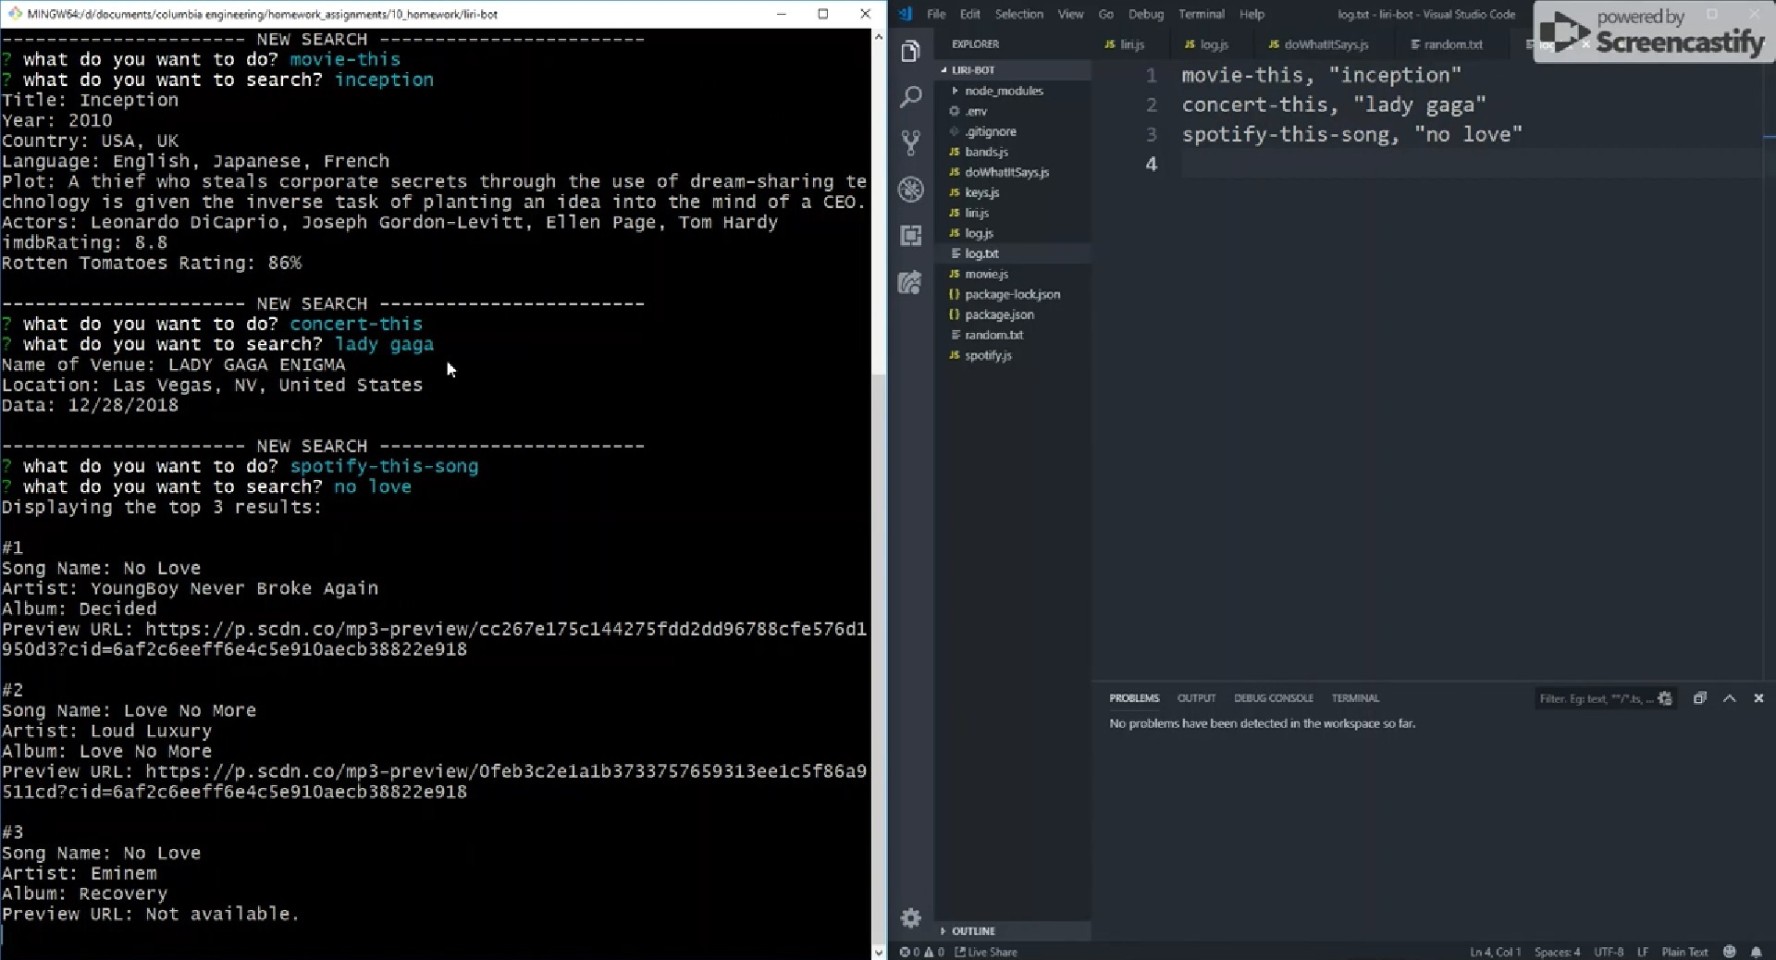 MINGW64:/d/documents/columbia engineering/homework_assignments/10_homework/liri-bot
---------------------- NEW SEARCH ------------------------
? what do you want to do? movie-this
? what do you want to search? inception
Title: Inception
Year: 2010
Country: USA, UK
Language: English, Japanese, French
Plot: A thief who steals corporate secrets through the use of dream-sharing te
chnology is given the inverse task of planting an idea into the mind of a CEO.
Actors: Leonardo DiCaprio, Joseph Gordon-Levitt, Ellen Page, Tom Hardy
imdbRating: 8.8
Rotten Tomatoes Rating: 86%
---------------------- NEW SEARCH ------------------------
? what do you want to do? concert-this
? what do you want to search? lady gaga
Name of Venue: LADY GAGA ENIGMA
Location: Las Vegas, NV, United States
Data: 12/28/2018
---------------------- NEW SEARCH ------------------------
? what do you want to do? spotify-this-song
? what do you want to search? no love
Displaying the top 3 results:
#1
Song Name: No Love
Artist: YoungBoy Never Broke Again
Album: Decided
Preview URL: https://p.scdn.co/mp3-preview/cc267e175c144275fdd2dd96788cfe576d1
950d3?cid=6af2c6eeff6e4c5e910aecb38822e918
#2
Song Name: Love No More
Artist: Loud Luxury
Album: Love No More
Preview URL: https://p.scdn.co/mp3-preview/0feb3c2e1a1b3733757659313ee1c5f86a9
511cd?cid=6af2c6eeff6e4c5e910aecb38822e918
#3
Song Name: No Love
Artist: Eminem
Album: Recovery
Preview URL: Not available.
File Edit Selection View Go Debug Terminal Help log.txt - liri-bot - Visual Studio Code
powered by
Screencastify
EXPLORER
JS liri.js JS log.js JS doWhatItSays.js random.txt
LIRI-BOT
node_modules
.env
.gitignore
JS bands.js
JS doWhatItSays.js
JS keys.js
JS liri.js
JS log.js
log.txt
JS movie.js
{} package-lock.json
{} package.json
random.txt
JS spotify.js
OUTLINE
1 movie-this, "inception"
2 concert-this, "lady gaga"
3 spotify-this-song, "no love"
4
PROBLEMS OUTPUT DEBUG CONSOLE TERMINAL Filter. Eg: text, **/*.ts, ...
No problems have been detected in the workspace so far.
0 0 Live Share Ln 4, Col 1 Spaces: 4 UTF-8 LF Plain Text